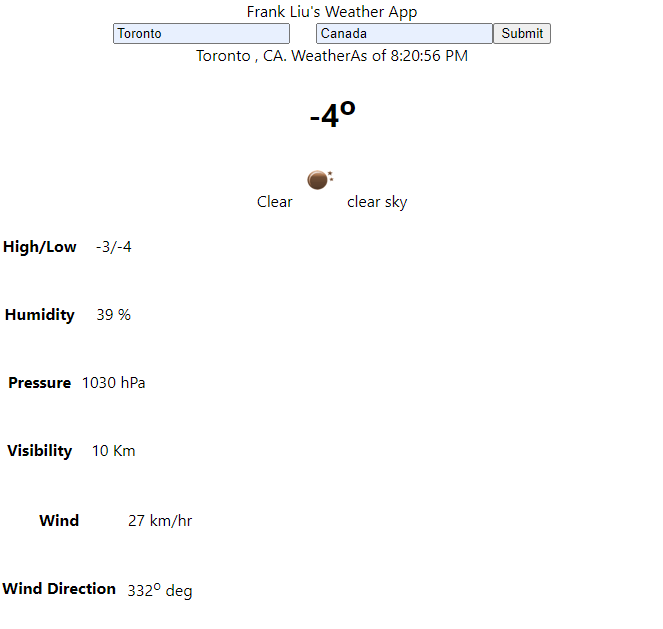 Frank Liu's Weather App
Toronto Canada Submit
Toronto , CA. WeatherAs of 8:20:56 PM
-4º
Clear clear sky
High/Low -3/-4
Humidity 39 %
Pressure 1030 hPa
Visibility 10 Km
Wind 27 km/hr
Wind Direction 332º deg